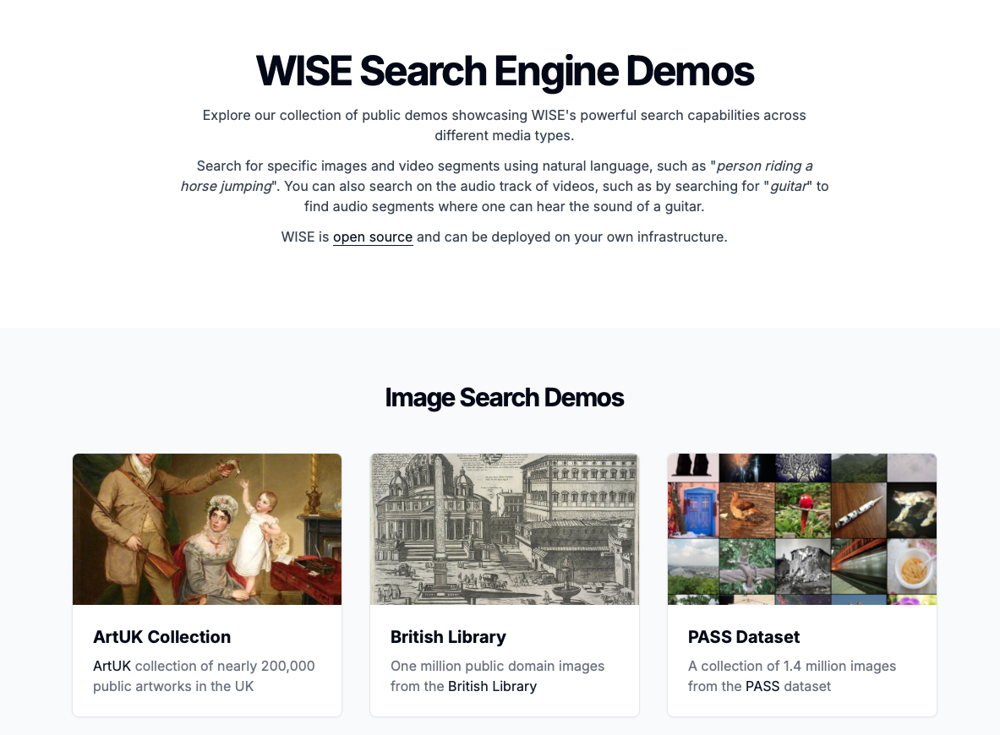 WISE Search Engine Demos
Explore our collection of public demos showcasing WISE's powerful search capabilities across
different media types.
Search for specific images and video segments using natural language, such as "person riding a
horse jumping". You can also search on the audio track of videos, such as by searching for "guitar" to
find audio segments where one can hear the sound of a guitar.
WISE is open source and can be deployed on your own infrastructure.
Image Search Demos
ArtUK Collection
ArtUK collection of nearly 200,000
public artworks in the UK
British Library
One million public domain images
from the British Library
PASS Dataset
A collection of 1.4 million images
from the PASS dataset